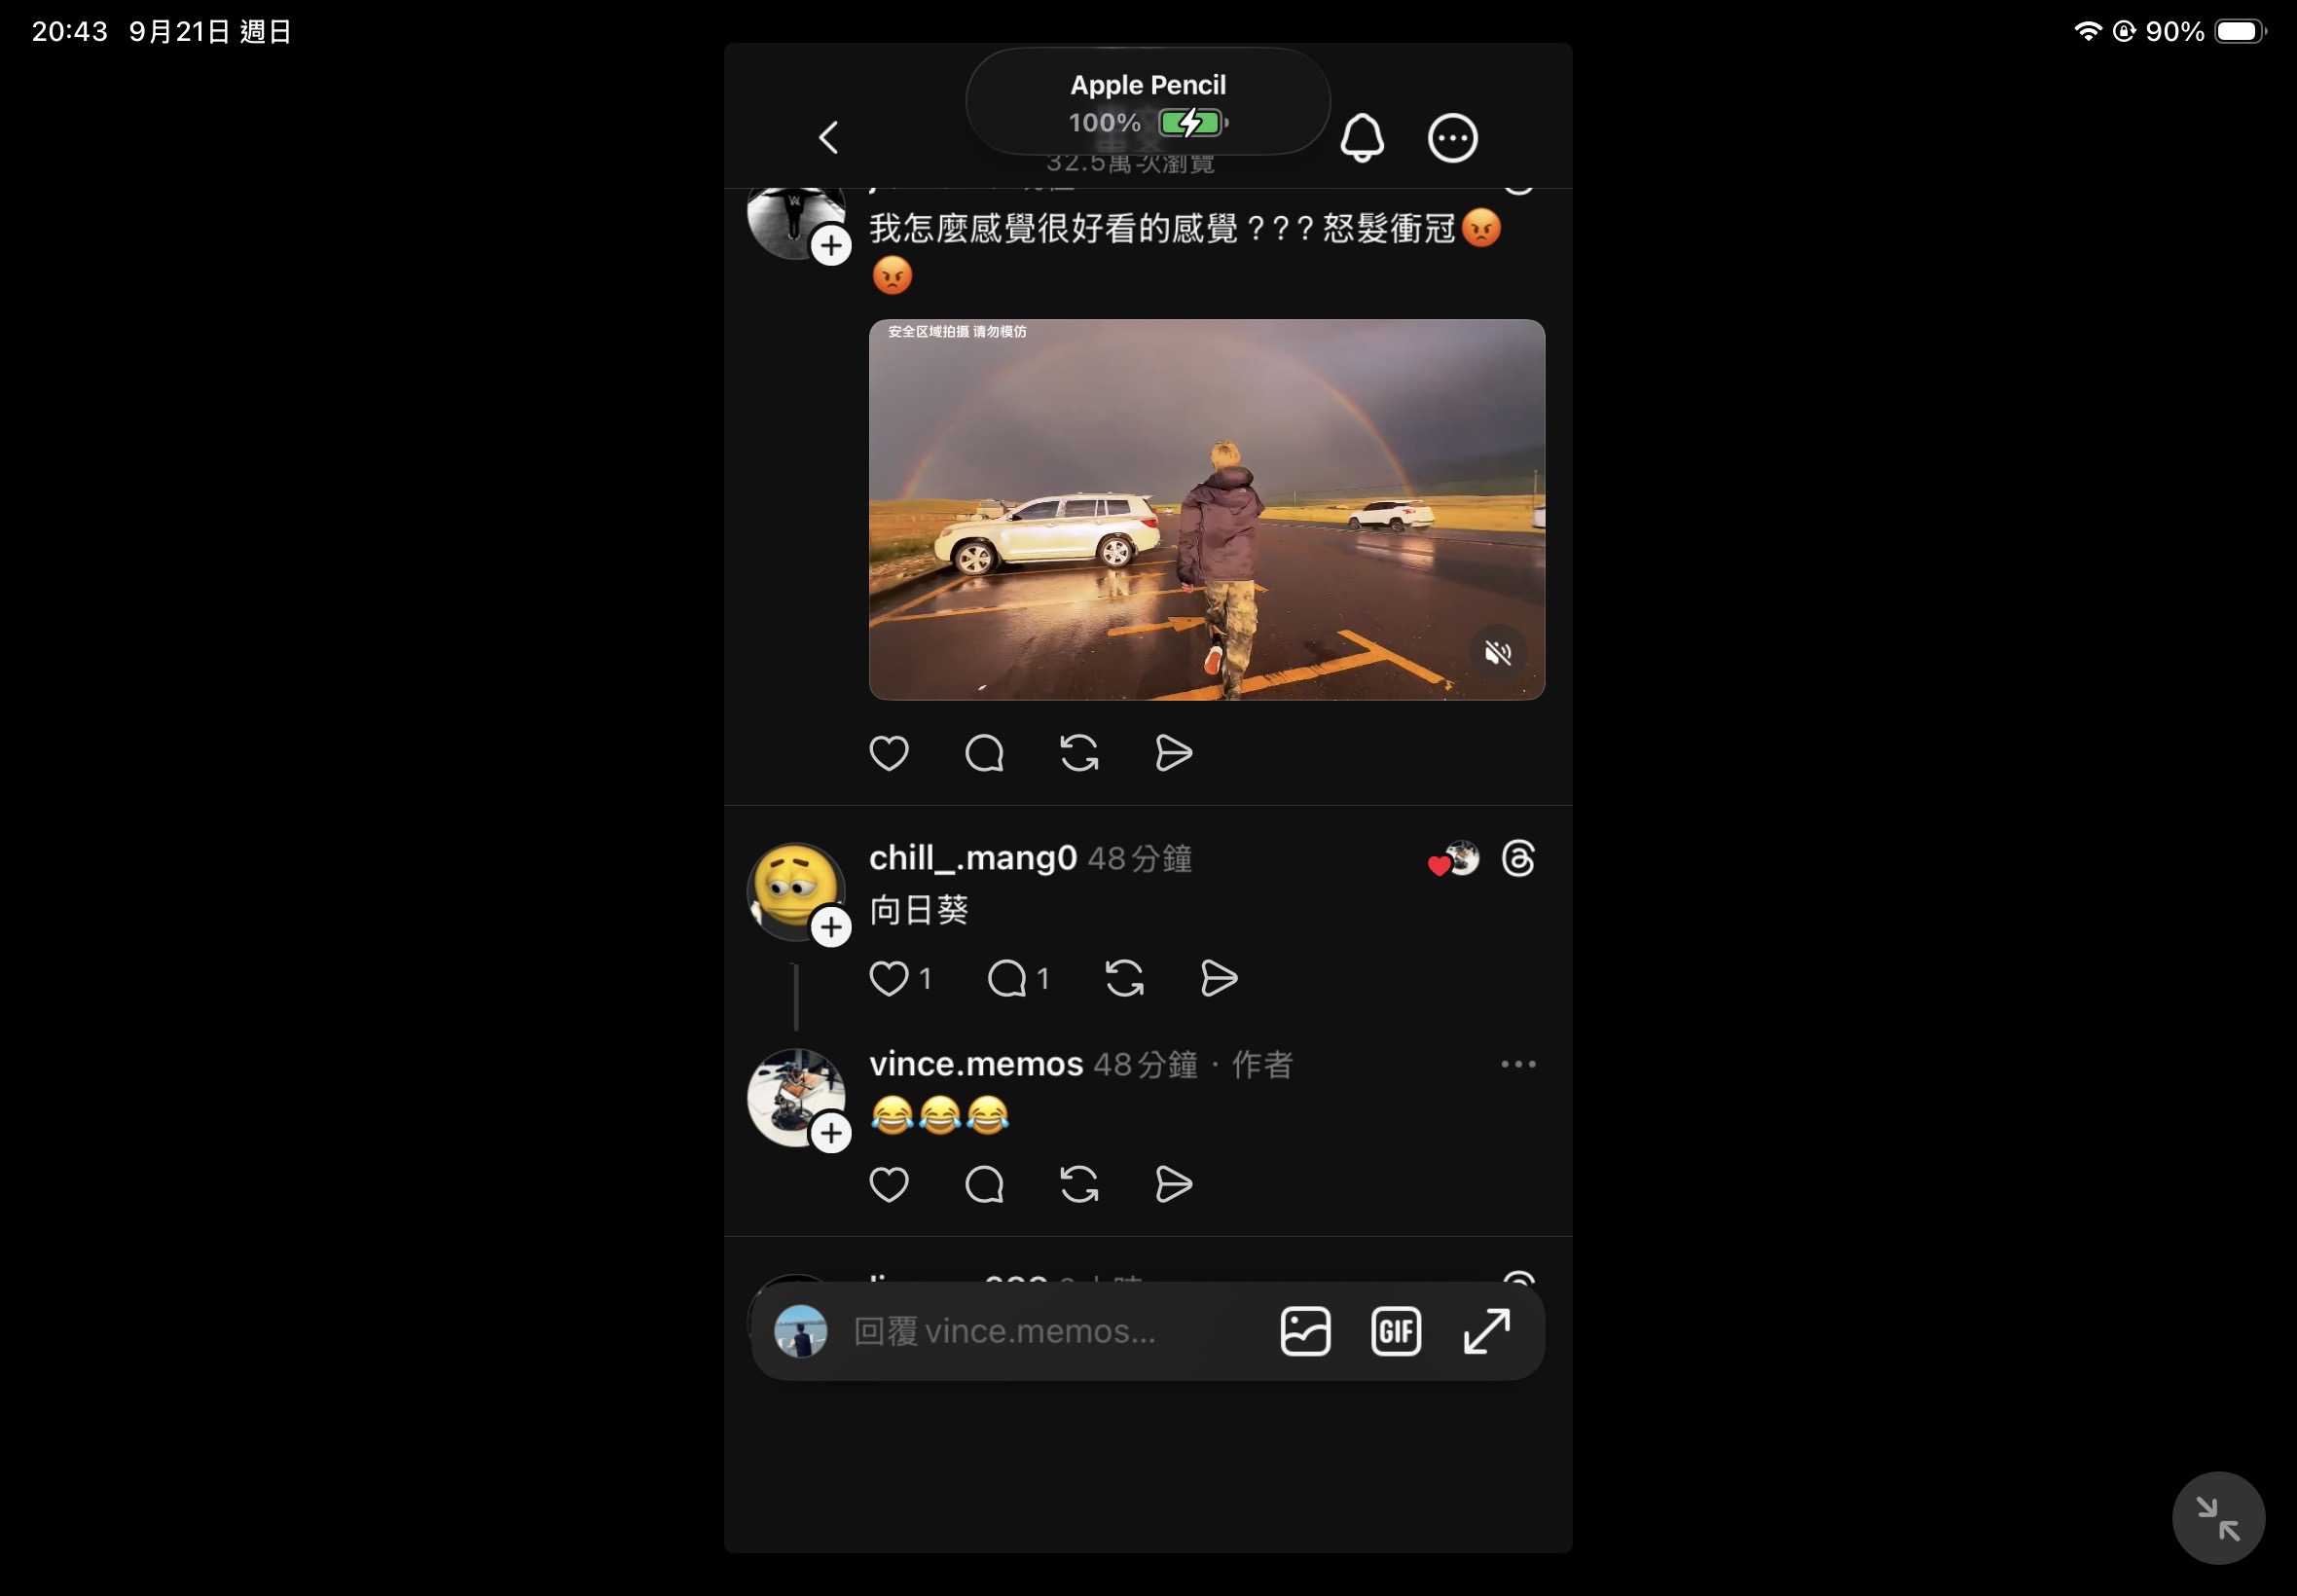 20:43 9月21日 週日
90%
Apple Pencil
100%
32.5萬次瀏覽
我怎麼感覺很好看的感覺???怒髮衝冠😡
😡
安全区域拍摄 请勿模仿
chill_.mang0 48分鐘
向日葵
1 1
vince.memos 48分鐘 · 作者
😂😂😂
回覆 vince.memos...
GIF